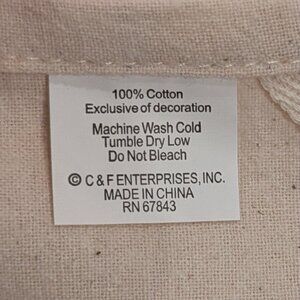 100% Cotton
Exclusive of decoration
Machine Wash Cold
Tumble Dry Low
Do Not Bleach
© C & F ENTERPRISES, INC.
MADE IN CHINA
RN 67843